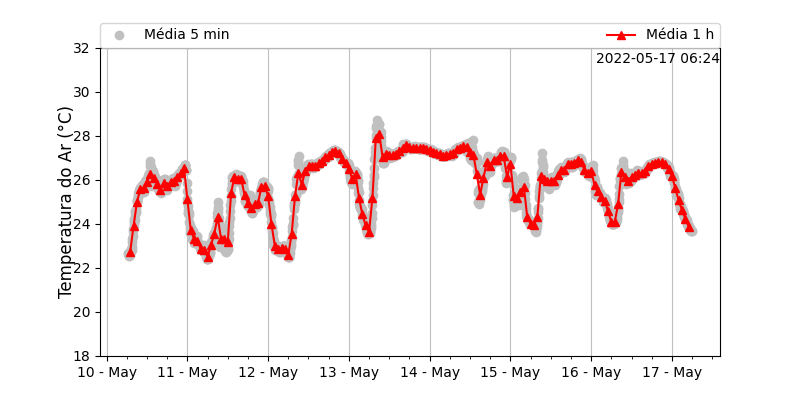 Média 5 min
Média 1 h
2022-05-17 06:24
Temperatura do Ar (°C)
32
30
28
26
24
22
20
18
10 - May
11 - May
12 - May
13 - May
14 - May
15 - May
16 - May
17 - May